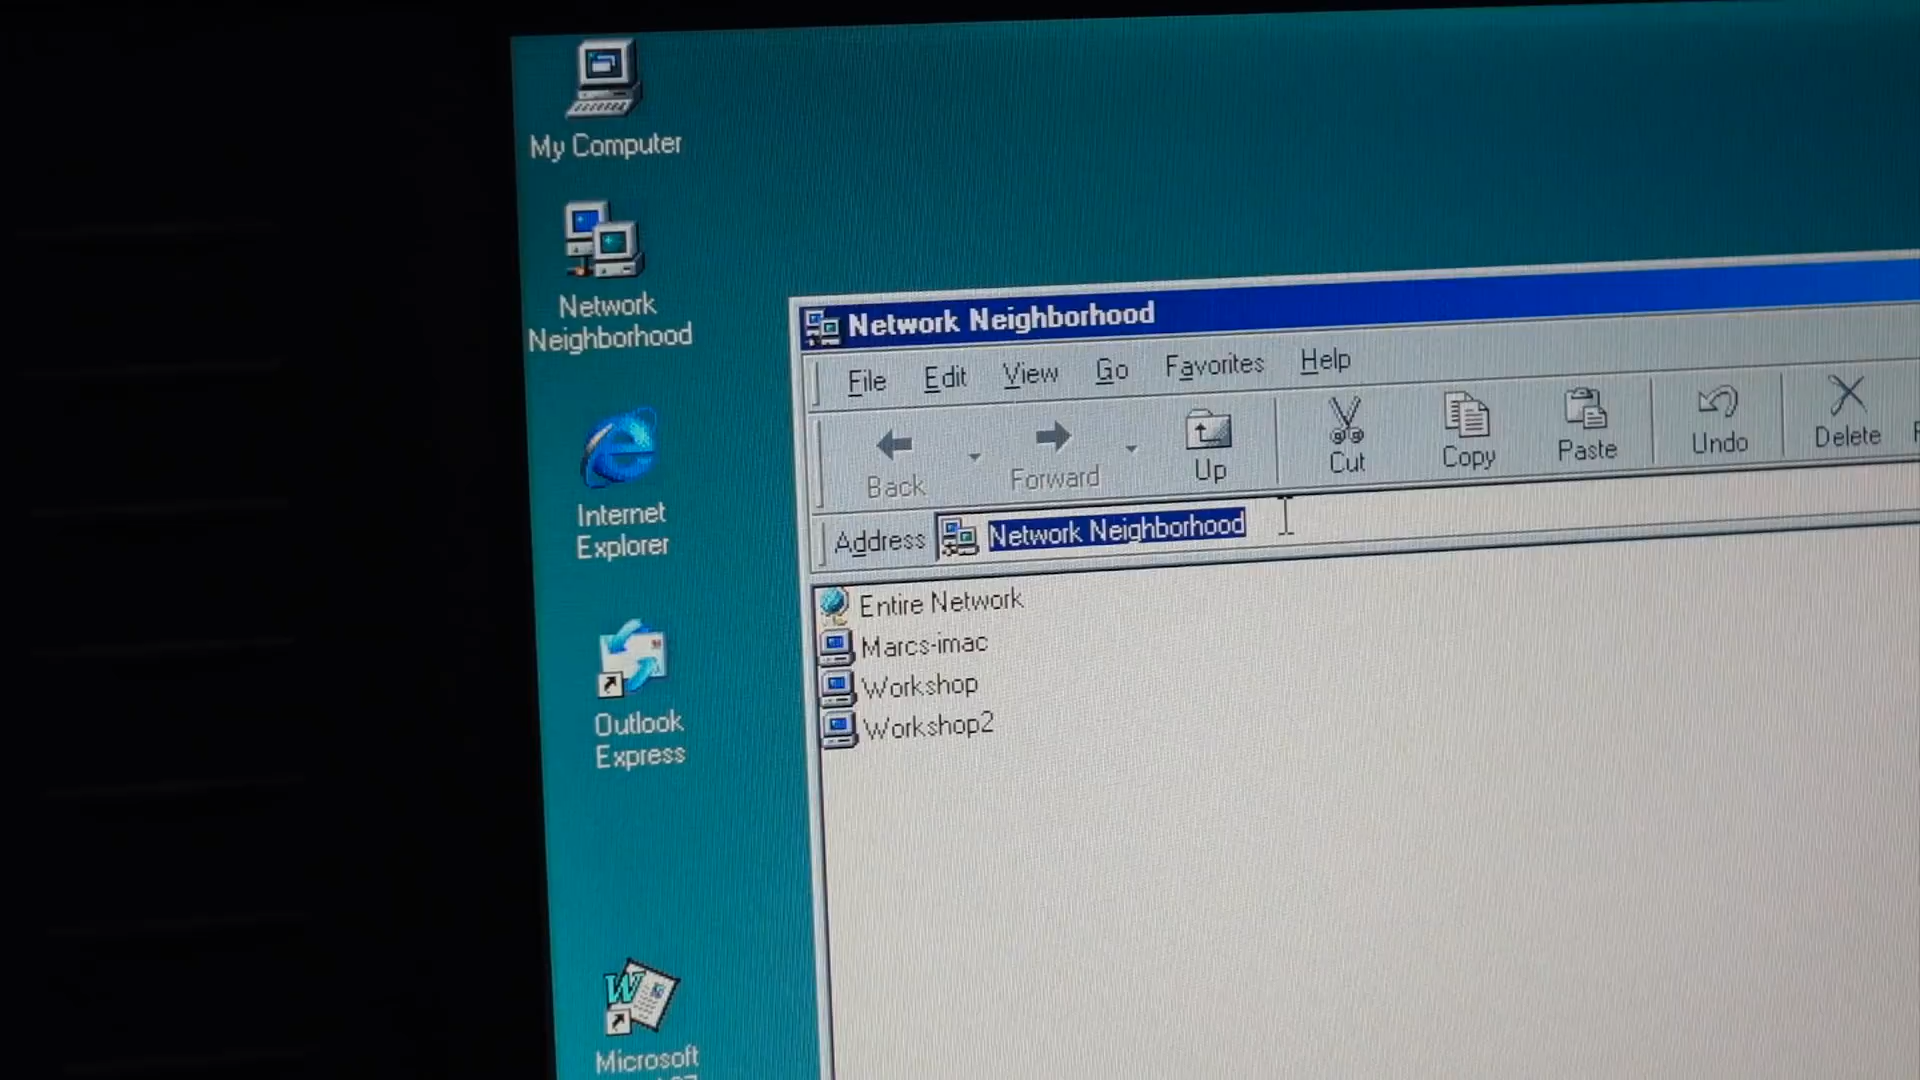 My Computer
Network
Neighborhood
Internet
Explorer
Outlook
Express
Microsoft
Network Neighborhood
File Edit View Go Favorites Help
Back Forward Up Cut Copy Paste Undo Delete
Address Network Neighborhood
Entire Network
Marcs-imac
Workshop
Workshop2